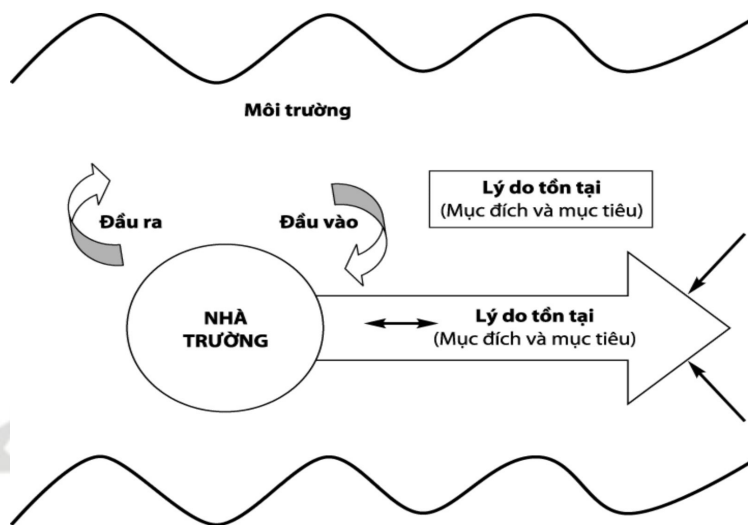 Môi trường
Lý do tồn tại
(Mục đích và mục tiêu)
Đầu ra
Đầu vào
NHÀ
TRƯỜNG
Lý do tồn tại
(Mục đích và mục tiêu)